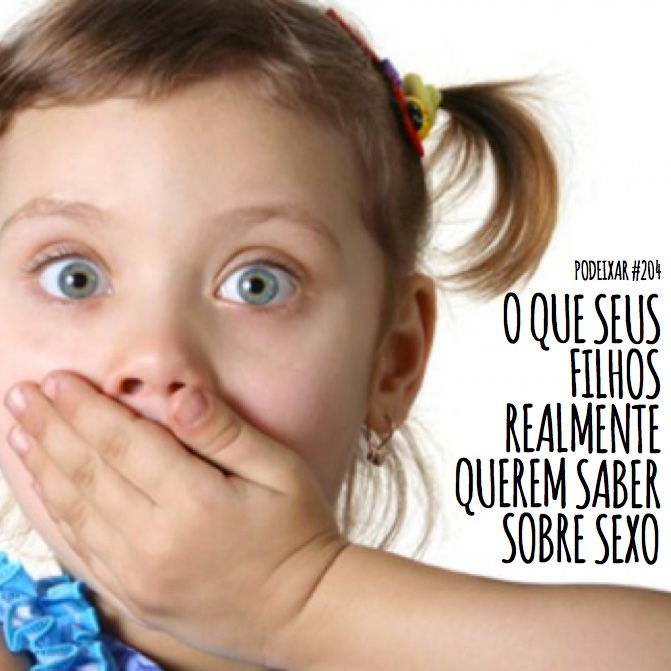 PODEIXAR #204
O QUE SEUS
FILHOS
REALMENTE
QUEREM SABER
SOBRE SEXO